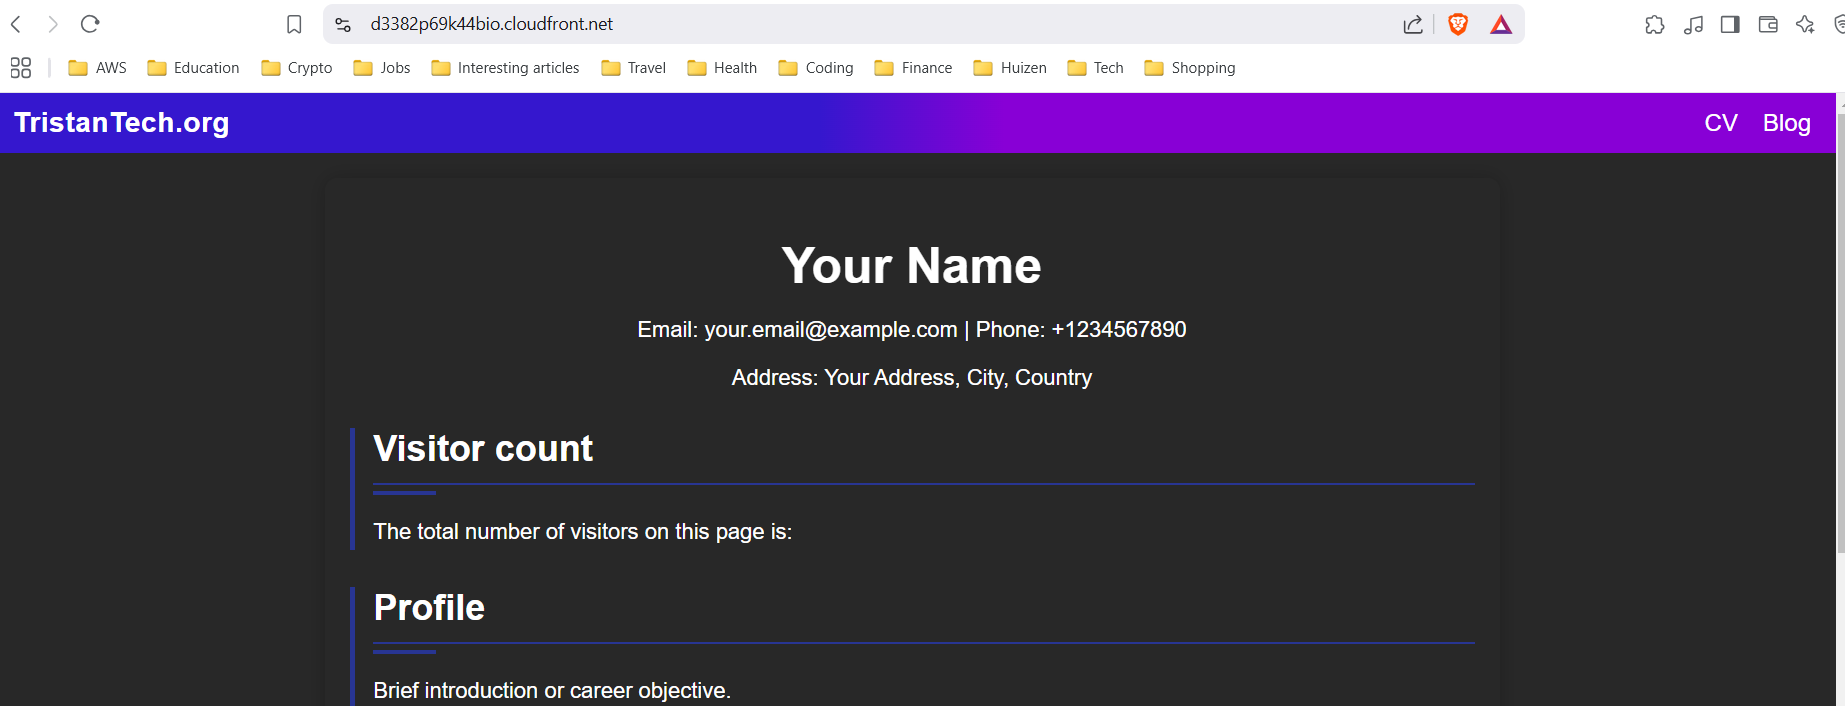 d3382p69k44bio.cloudfront.net
AWS Education Crypto Jobs Interesting articles Travel Health Coding Finance Huizen Tech Shopping
TristanTech.org CV Blog
Your Name
Email: your.email@example.com | Phone: +1234567890
Address: Your Address, City, Country
Visitor count
The total number of visitors on this page is:
Profile
Brief introduction or career objective.